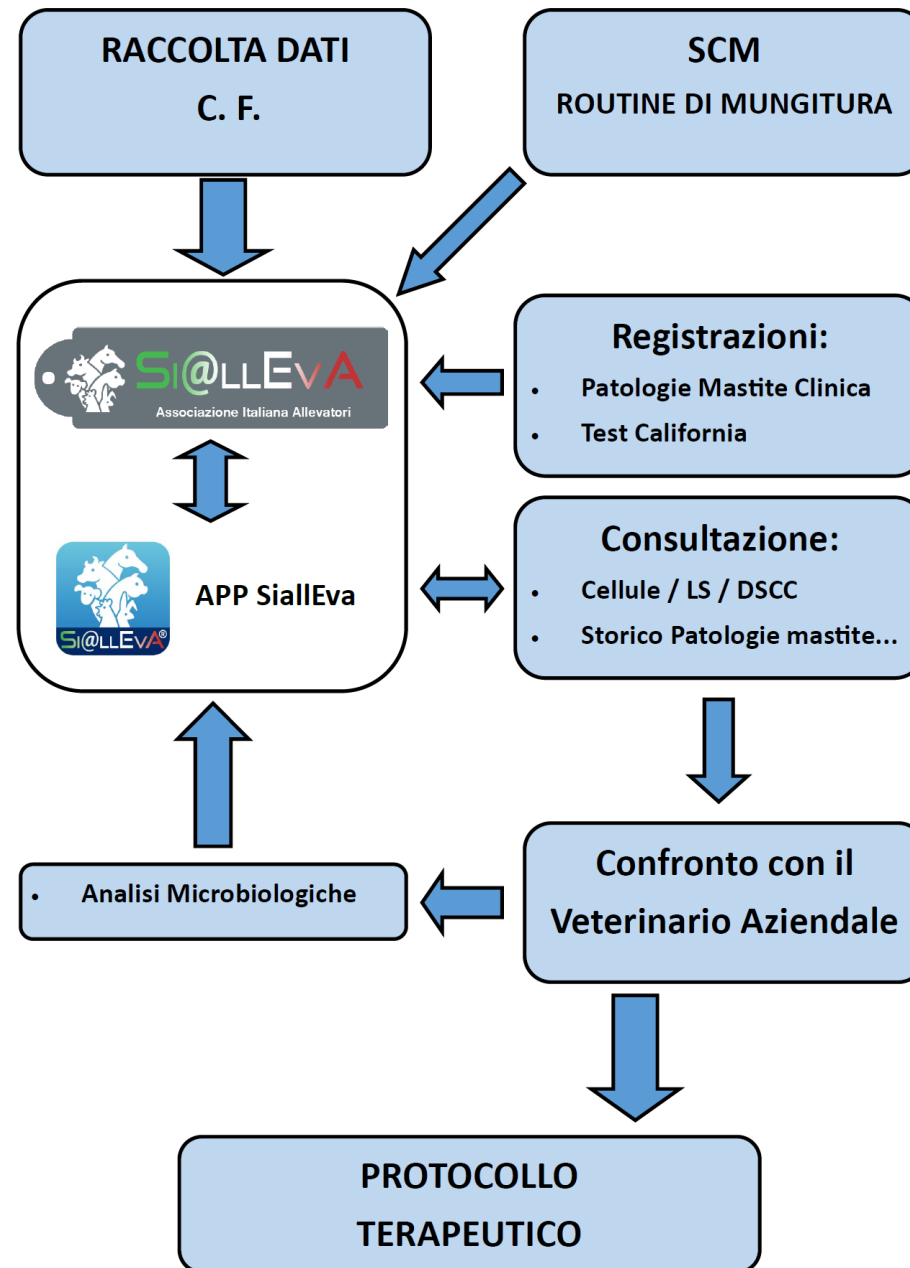 RACCOLTA DATI
C. F.
SCM
ROUTINE DI MUNGITURA
SI@LLEVA
Associazione Italiana Allevatori
Registrazioni:
• Patologie Mastite Clinica
• Test California
SI@LLEVA®
APP SiallEva
Consultazione:
• Cellule / LS / DSCC
• Storico Patologie mastite...
• Analisi Microbiologiche
Confronto con il
Veterinario Aziendale
PROTOCOLLO
TERAPEUTICO